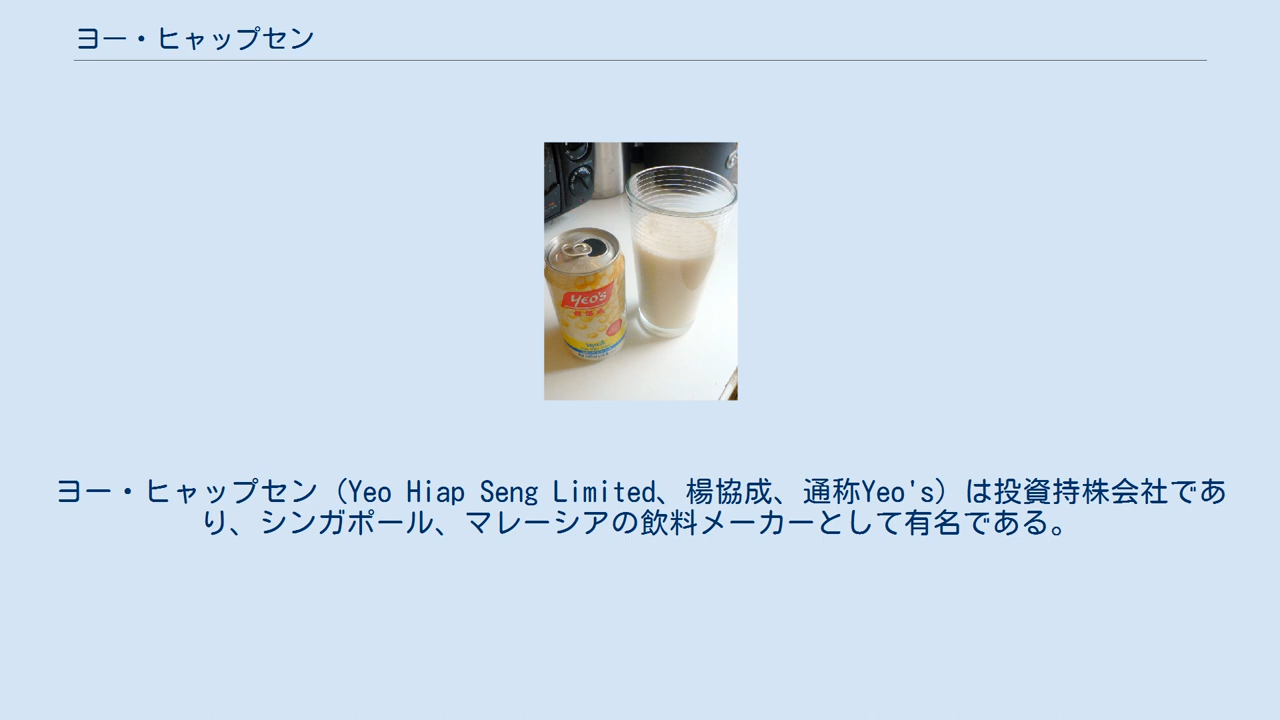 ヨー・ヒャップセン
Yeo's
楊協成
ヨー・ヒャップセン（Yeo Hiap Seng Limited、楊協成、通称Yeo's）は投資持株会社であ
り、シンガポール、マレーシアの飲料メーカーとして有名である。